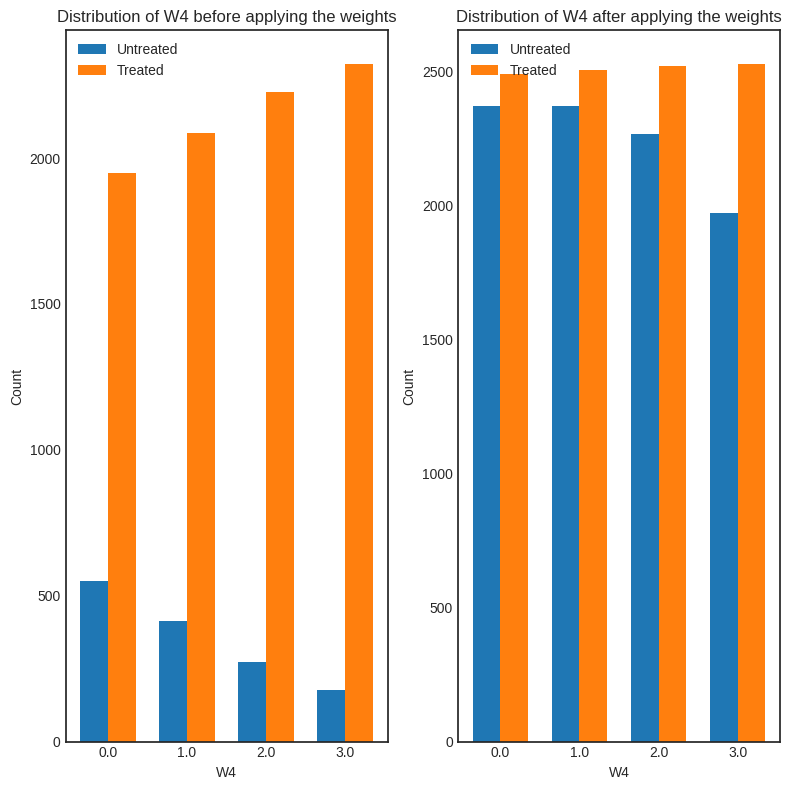 Distribution of W4 before applying the weights
Untreated
Treated
2000
1500
1000
500
0
Count
0.0 1.0 2.0 3.0
W4
Distribution of W4 after applying the weights
Untreated
Treated
2500
2000
1500
1000
500
0
Count
0.0 1.0 2.0 3.0
W4